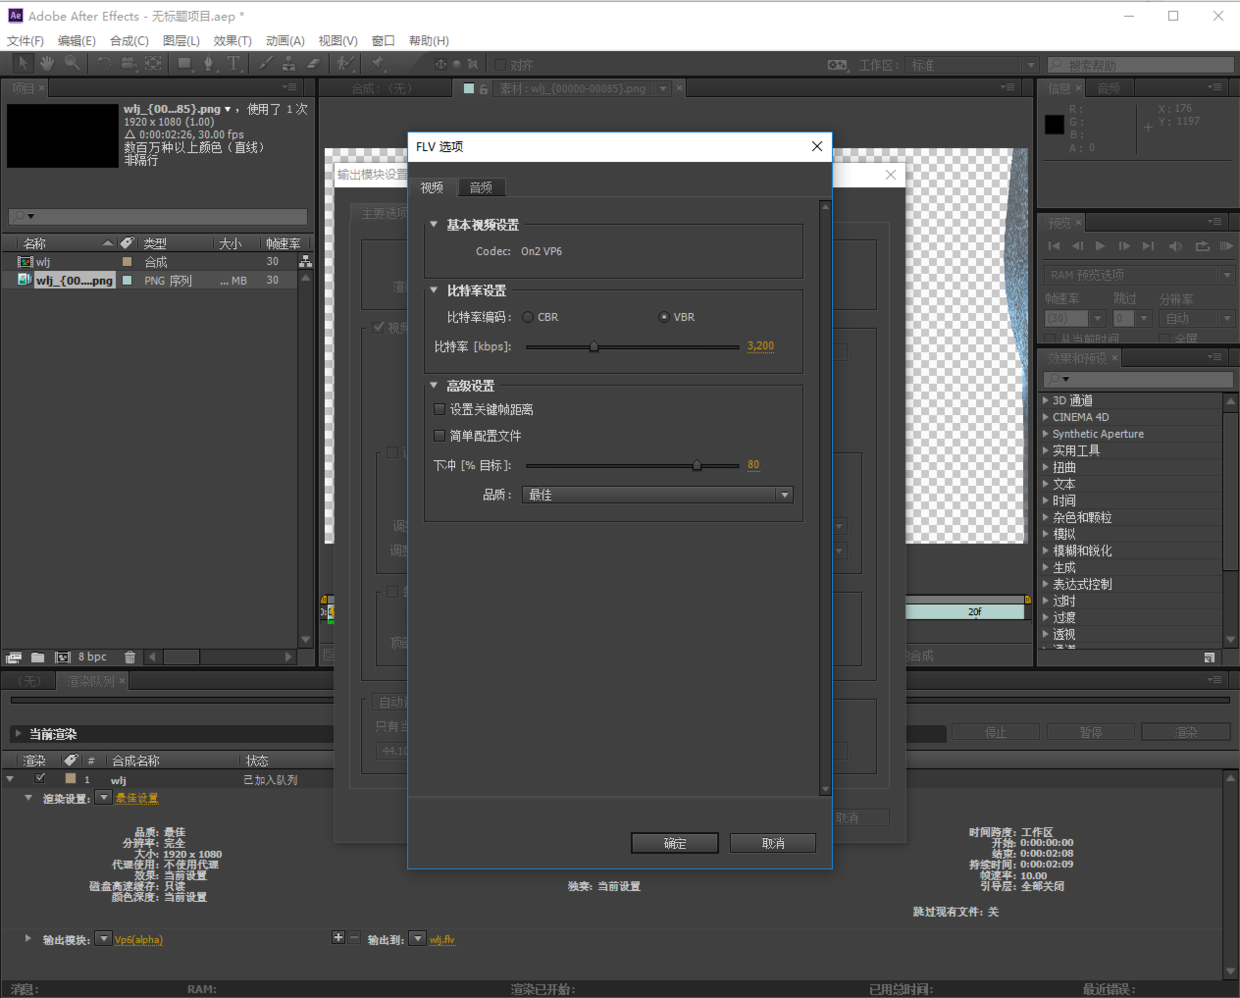 Adobe After Effects - 无标题项目.aep *
文件(F) 编辑(E) 合成(C) 图层(L) 效果(T) 动画(A) 视图(V) 窗口 帮助(H)
对齐 工作区: 标准 搜索帮助
项目 × 合成: (无) 素材: wlj_{00000-00085}.png × 信息 × 音频
wlj_{00...85}.png ▼ , 使用了 1 次
1920 x 1080 (1.00)
△ 0:00:02:26, 30.00 fps
数百万种以上颜色 (直线)
非隔行
R:
G:
B:
A: 0
X: 176
Y: 1197
名称 类型 大小 帧速率
wlj 合成 30
wlj_{00....png PNG 序列 ... MB 30
8 bpc
输出模块设置
主要选项
FLV 选项
视频 音频
基本视频设置
Codec: On2 VP6
比特率设置
比特率编码: CBR VBR
比特率 [kbps]: 3,200
高级设置
设置关键帧距离
简单配置文件
下冲 [% 目标]: 80
品质: 最佳
确定 取消
取消
20f
预览 ×
RAM 预览选项
帧速率 跳过 分辨率
(30) 0 自动
从当前时间 全屏
效果和预设 ×
3D 通道
CINEMA 4D
Synthetic Aperture
实用工具
扭曲
文本
时间
杂色和颗粒
模拟
模糊和锐化
生成
表达式控制
过时
过渡
透视
通道
(无) 渲染队列 ×
当前渲染 停止 暂停 渲染
渲染 # 合成名称 状态
1 wlj 已加入队列
渲染设置: 最佳设置
品质: 最佳
分辨率: 完全
大小: 1920 x 1080
代理使用: 不使用代理
效果: 当前设置
磁盘高速缓存: 只读
颜色深度: 当前设置
独奏: 当前设置
时间跨度: 工作区
开始: 0:00:00:00
结束: 0:00:02:08
持续时间: 0:00:02:09
帧速率: 10.00
引导层: 全部关闭
跳过现有文件: 关
输出模块: Vp6(alpha) 输出到: wlj.flv
消息: RAM: 渲染已开始: 已用总时间: 最近错误: